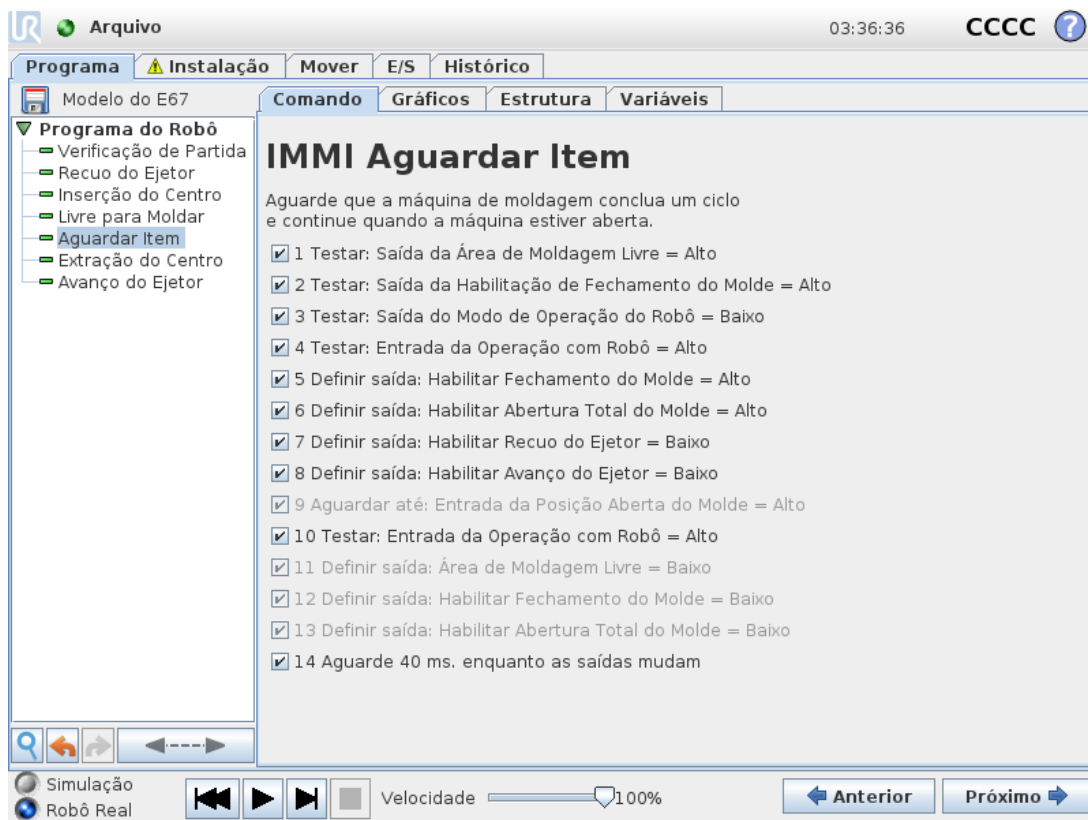 UR Arquivo 03:36:36 CCCC ?
Programa Instalação Mover E/S Histórico
Modelo do E67 Comando Gráficos Estrutura Variáveis
Programa do Robô
Verificação de Partida
Recuo do Ejetor
Inserção do Centro
Livre para Moldar
Aguardar Item
Extração do Centro
Avanço do Ejetor
IMMI Aguardar Item
Aguarde que a máquina de moldagem conclua um ciclo
e continue quando a máquina estiver aberta.
1 Testar: Saída da Área de Moldagem Livre = Alto
2 Testar: Saída da Habilitação de Fechamento do Molde = Alto
3 Testar: Saída do Modo de Operação do Robô = Baixo
4 Testar: Entrada da Operação com Robô = Alto
5 Definir saída: Habilitar Fechamento do Molde = Alto
6 Definir saída: Habilitar Abertura Total do Molde = Alto
7 Definir saída: Habilitar Recuo do Ejetor = Baixo
8 Definir saída: Habilitar Avanço do Ejetor = Baixo
9 Aguardar até: Entrada da Posição Aberta do Molde = Alto
10 Testar: Entrada da Operação com Robô = Alto
11 Definir saída: Área de Moldagem Livre = Baixo
12 Definir saída: Habilitar Fechamento do Molde = Baixo
13 Definir saída: Habilitar Abertura Total do Molde = Baixo
14 Aguarde 40 ms. enquanto as saídas mudam
Simulação
Robô Real
Velocidade 100% Anterior Próximo